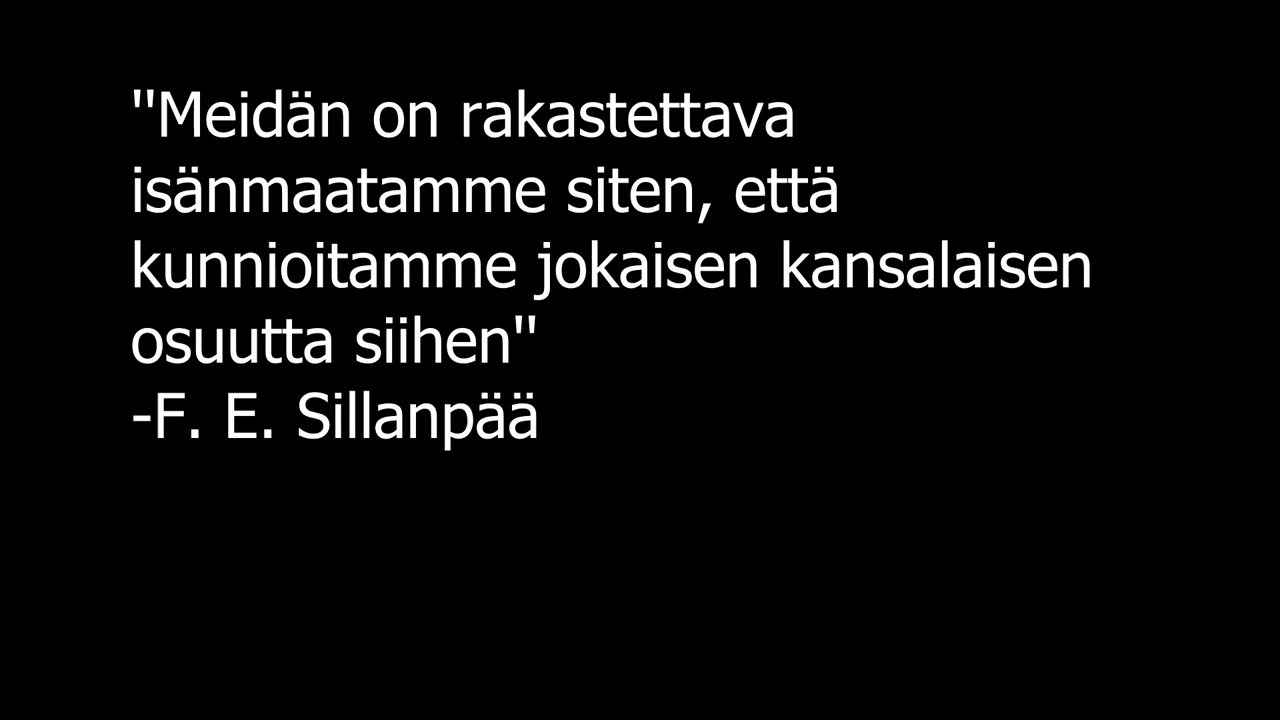 "Meidän on rakastettava
isänmaatamme siten, että
kunnioitamme jokaisen kansalaisen
osuutta siihen"
-F. E. Sillanpää